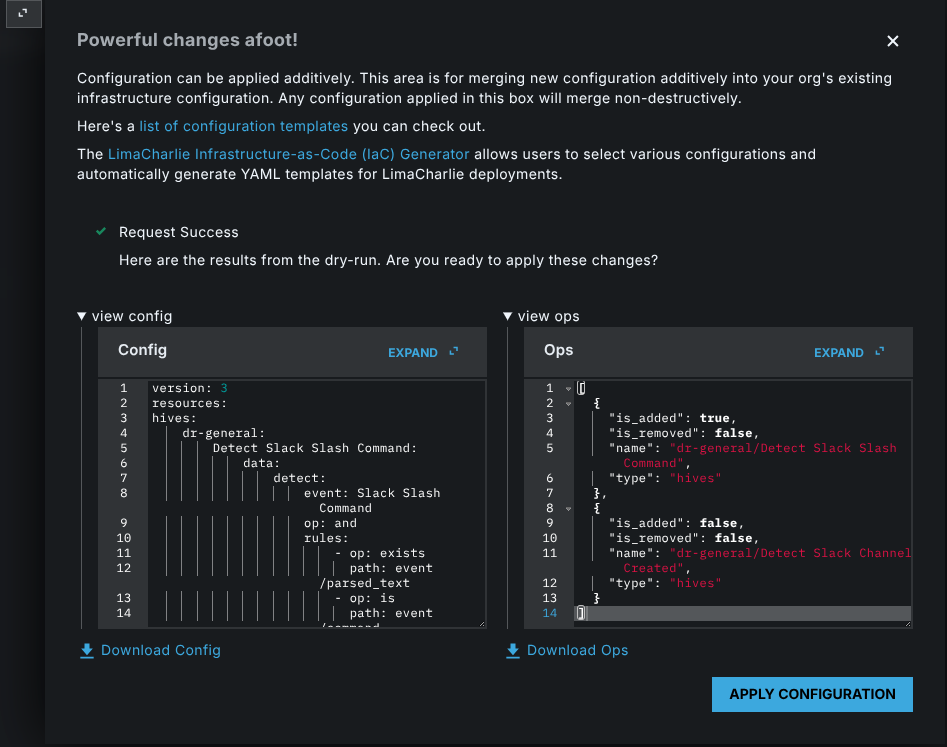 Powerful changes afoot!
Configuration can be applied additively. This area is for merging new configuration additively into your org's existing
infrastructure configuration. Any configuration applied in this box will merge non-destructively.
Here's a list of configuration templates you can check out.
The LimaCharlie Infrastructure-as-Code (IaC) Generator allows users to select various configurations and
automatically generate YAML templates for LimaCharlie deployments.
Request Success
Here are the results from the dry-run. Are you ready to apply these changes?
view config
Config
EXPAND
1 version: 3
2 resources:
3 hives:
4 dr-general:
5 Detect Slack Slash Command:
6 data:
7 detect:
8 event: Slack Slash
Command
9 op: and
10 rules:
11 - op: exists
12 path: event
/parsed_text
13 - op: is
14 path: event
/command
Download Config
view ops
Ops
EXPAND
1 [
2 {
3 "is_added": true,
4 "is_removed": false,
5 "name": "dr-general/Detect Slack Slash
Command",
6 "type": "hives"
7 },
8 {
9 "is_added": false,
10 "is_removed": false,
11 "name": "dr-general/Detect Slack Channel
Created",
12 "type": "hives"
13 }
14 ]
Download Ops
APPLY CONFIGURATION